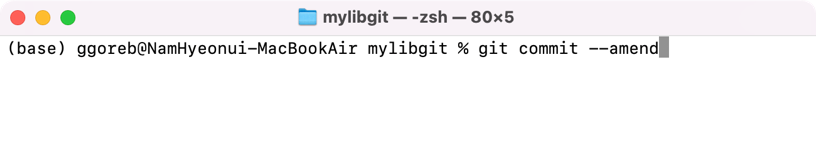 mylibgit — -zsh — 80×5
(base) ggoreb@NamHyeonui-MacBookAir mylibgit % git commit --amend